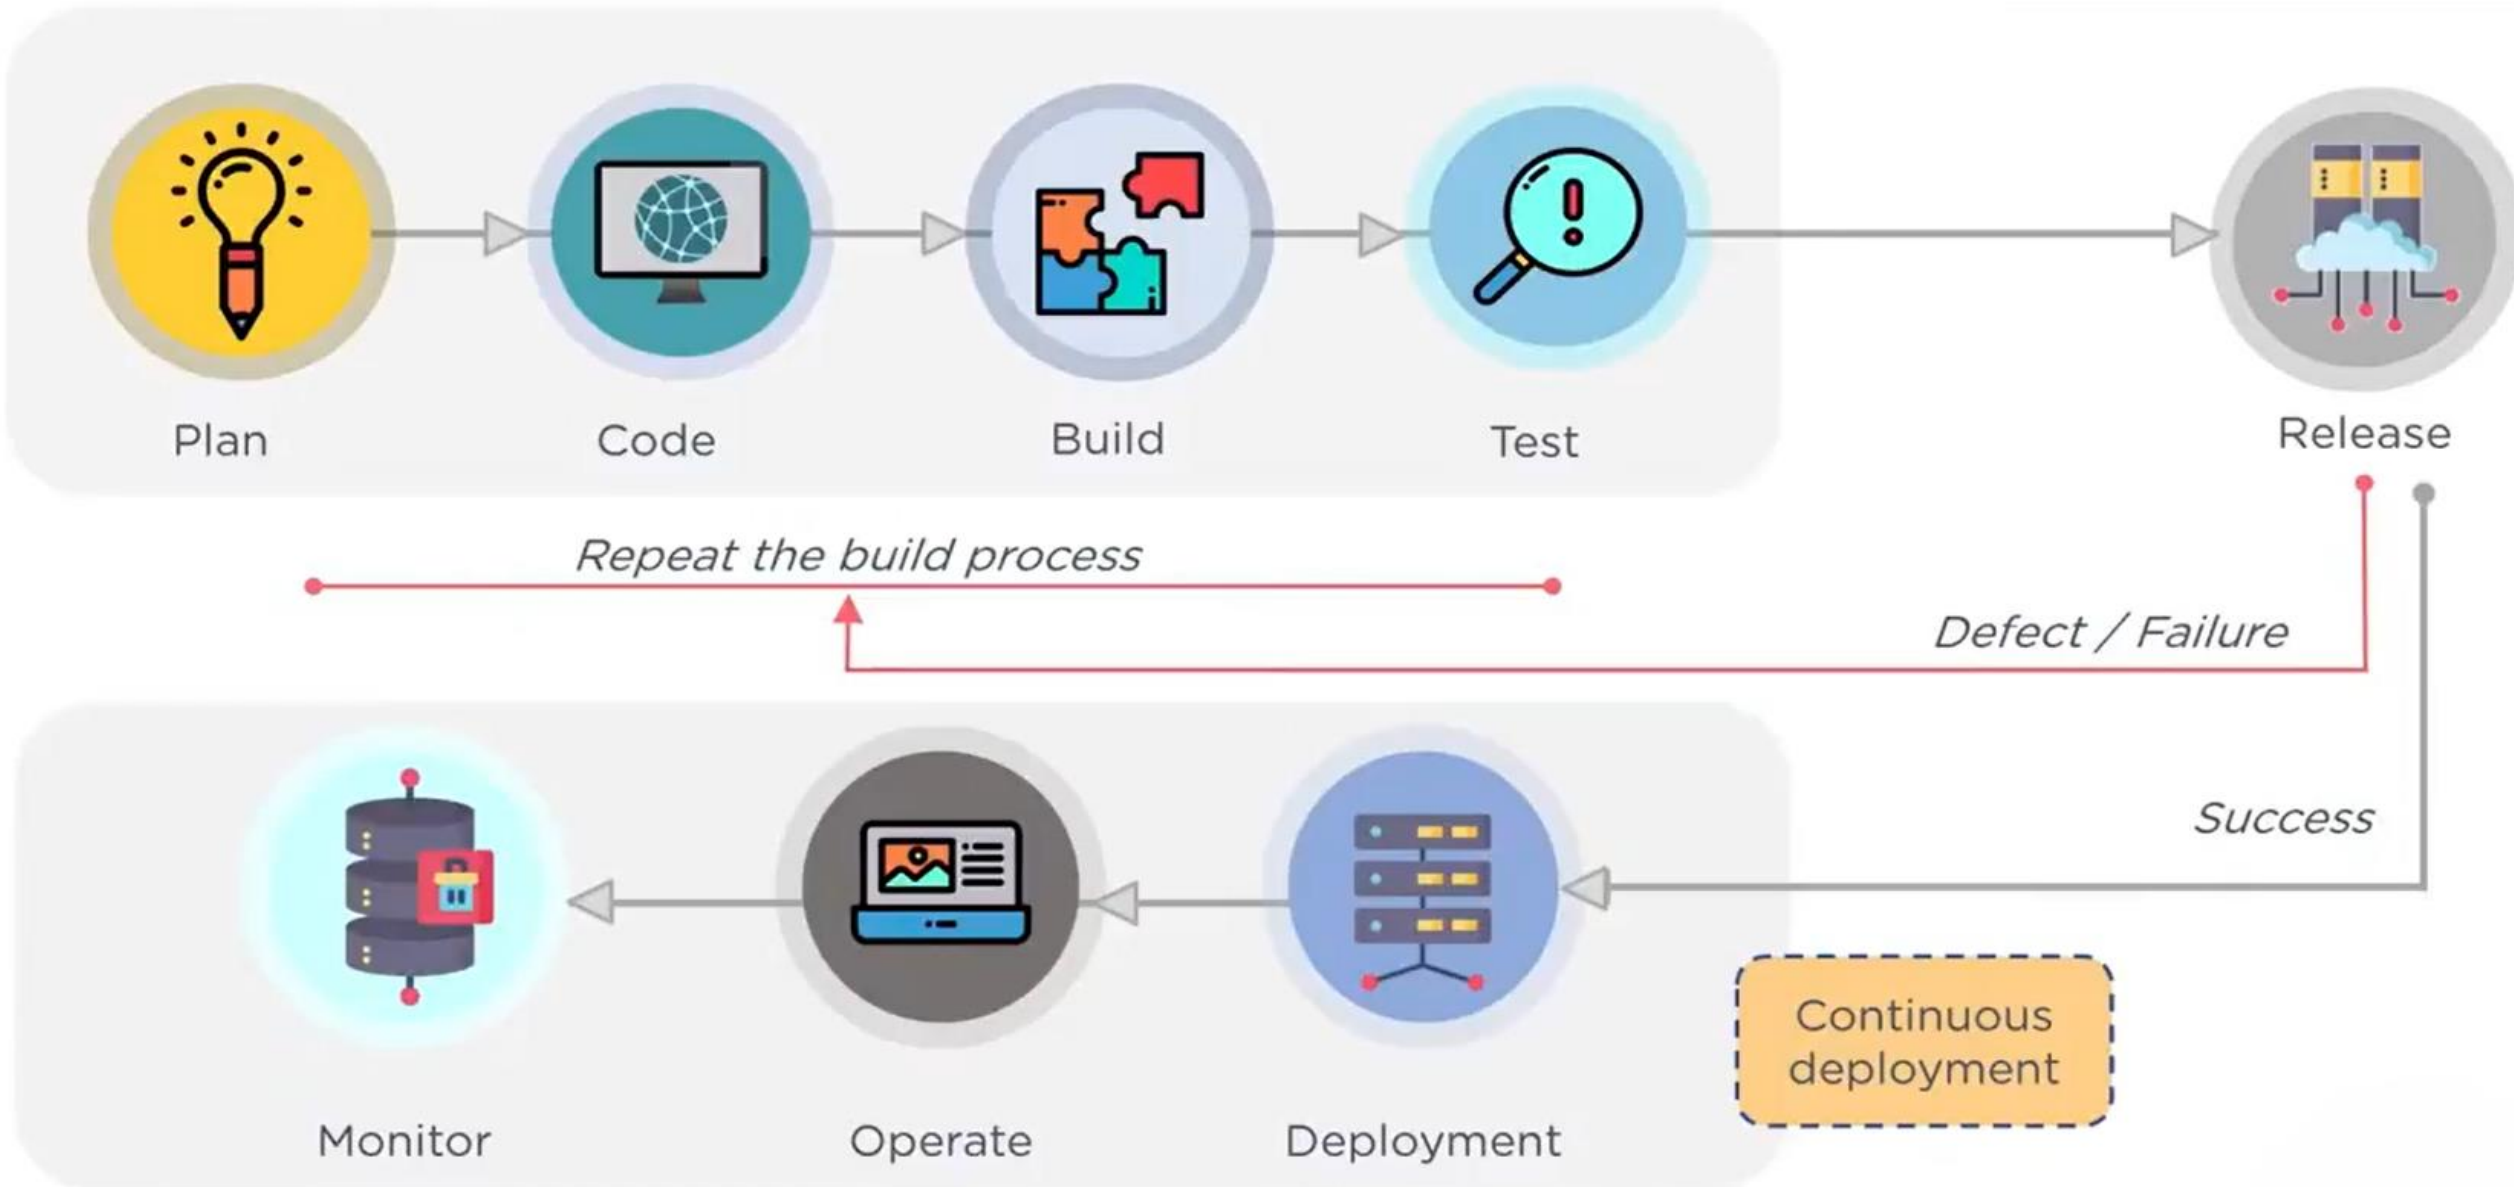 Plan
Code
Build
Test
Release
Repeat the build process
Defect / Failure
Success
Continuous
deployment
Monitor
Operate
Deployment